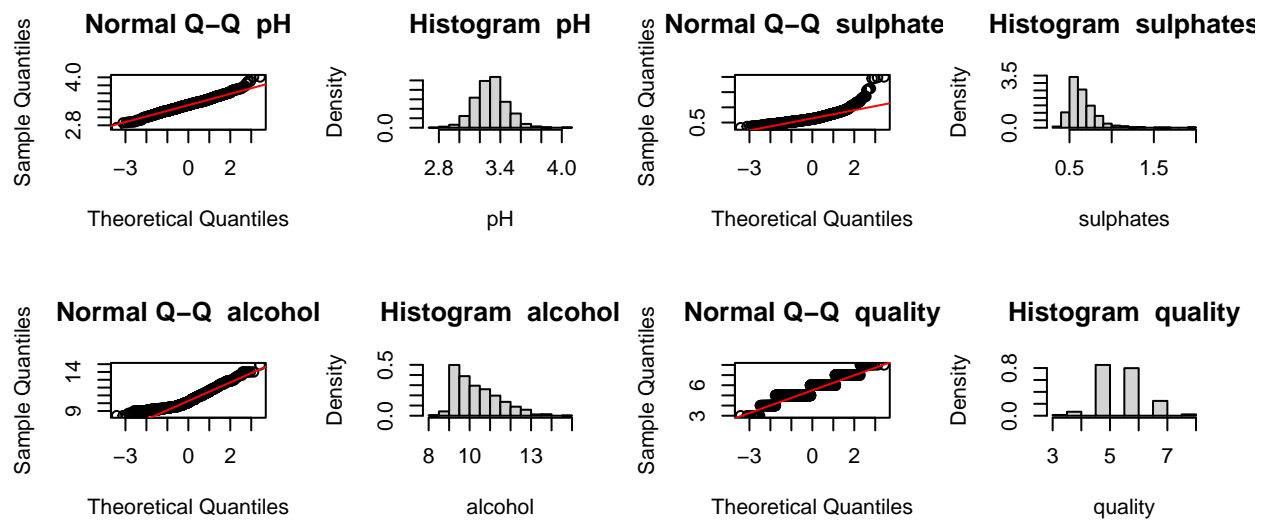 Normal Q−Q  pH
Sample Quantiles
2.8 4.0
−3 0 2
Theoretical Quantiles
Histogram  pH
Density
0.0
2.8 3.4 4.0
pH
Normal Q−Q  sulphate
Sample Quantiles
0.5
−3 0 2
Theoretical Quantiles
Histogram  sulphates
Density
0.0 3.5
0.5 1.5
sulphates
Normal Q−Q  alcohol
Sample Quantiles
9 14
−3 0 2
Theoretical Quantiles
Histogram  alcohol
Density
0.0 0.5
8 10 13
alcohol
Normal Q−Q  quality
Sample Quantiles
3 6
−3 0 2
Theoretical Quantiles
Histogram  quality
Density
0.0 0.8
3 5 7
quality